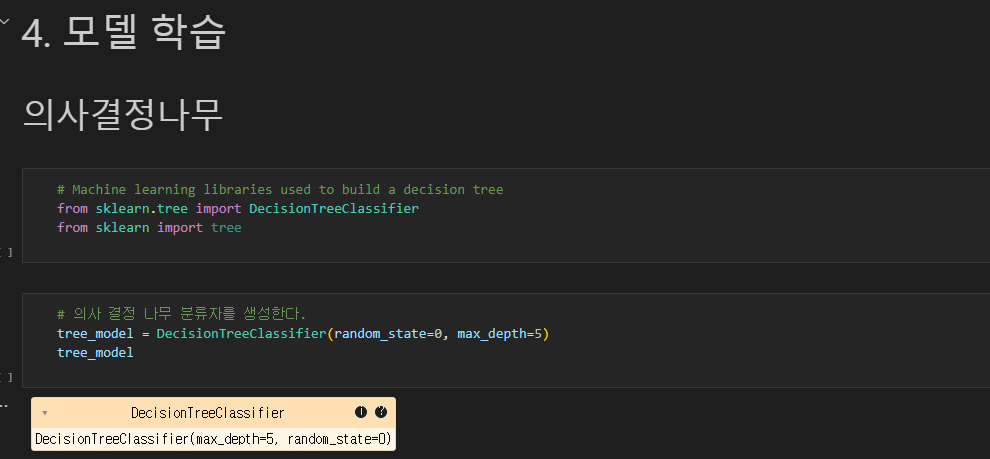 4. 모델 학습
의사결정나무
# Machine learning libraries used to build a decision tree
from sklearn.tree import DecisionTreeClassifier
from sklearn import tree
[ ]
# 의사 결정 나무 분류자를 생성한다.
tree_model = DecisionTreeClassifier(random_state=0, max_depth=5)
tree_model
[ ]
..
DecisionTreeClassifier i ?
DecisionTreeClassifier(max_depth=5, random_state=0)